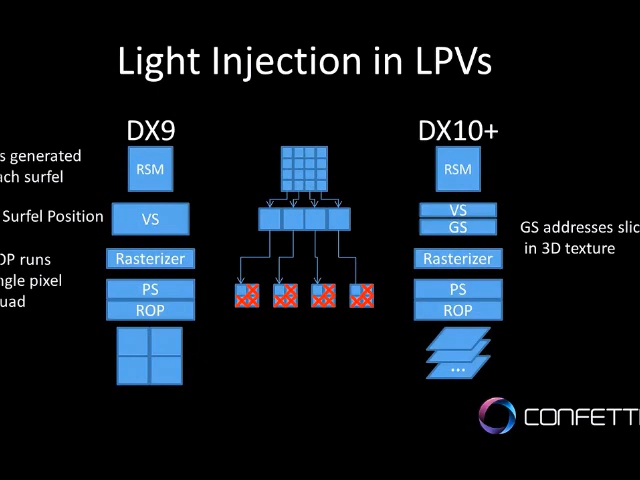 Light Injection in LPVs
DX9
DX10+
s generated
ach surfel
RSM
RSM
Surfel Position
VS
VS
GS
GS addresses slic
in 3D texture
OP runs
ngle pixel
uad
Rasterizer
Rasterizer
PS
ROP
PS
ROP
...
CONFETTI